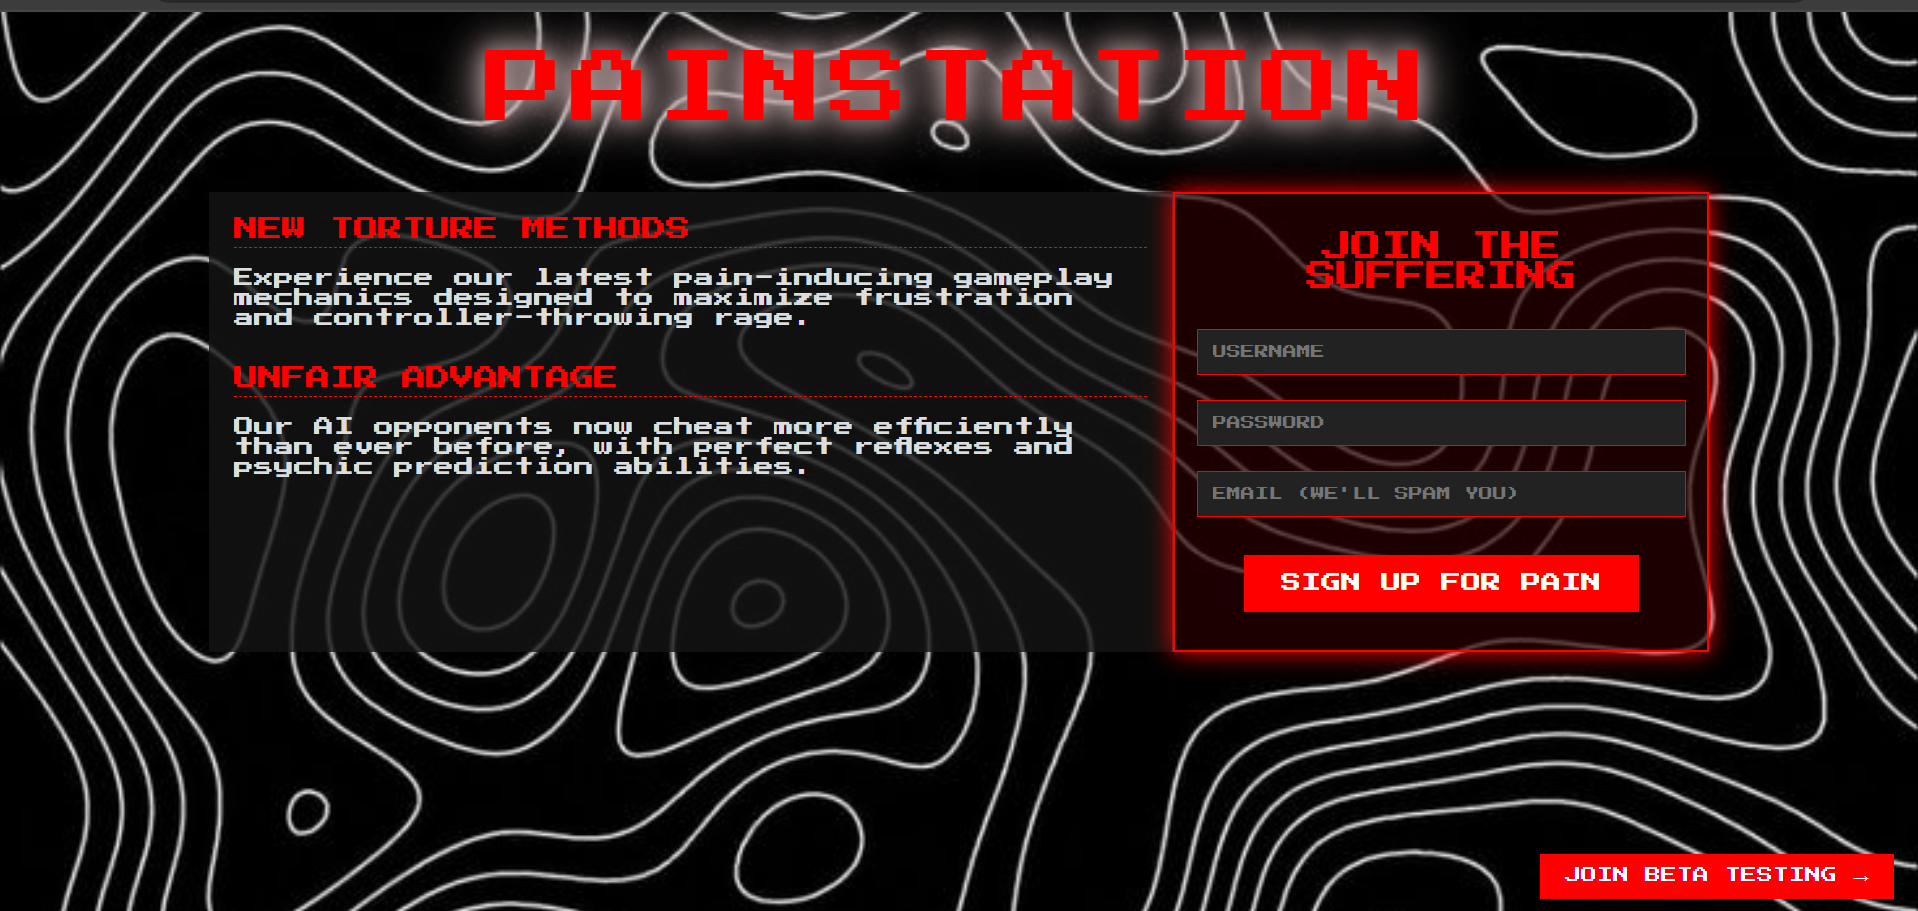 PAINSTATION
NEW TORTURE METHODS
Experience our latest pain-inducing gameplay
mechanics designed to maximize frustration
and controller-throwing rage.
UNFAIR ADVANTAGE
Our AI opponents now cheat more efficiently
than ever before, with perfect reflexes and
psychic prediction abilities.
JOIN THE
SUFFERING
USERNAME
PASSWORD
EMAIL (WE'LL SPAM YOU)
SIGN UP FOR PAIN
JOIN BETA TESTING →